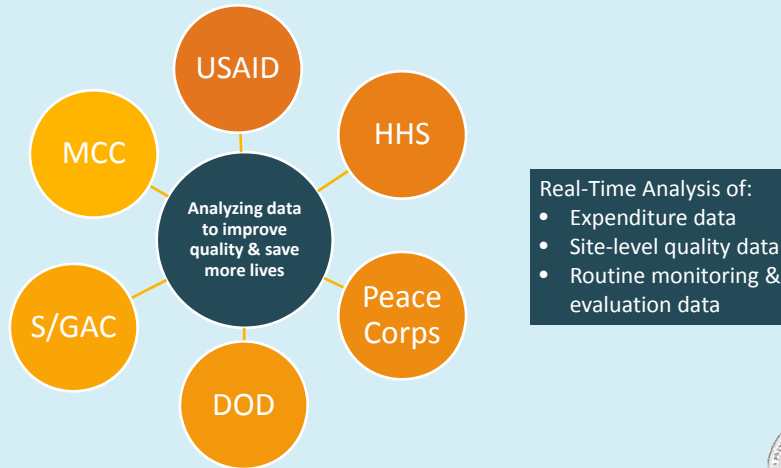 USAID
HHS
MCC
Analyzing data
to improve
quality & save
more lives
Peace
Corps
S/GAC
DOD
Real-Time Analysis of:
• Expenditure data
• Site-level quality data
• Routine monitoring &
evaluation data